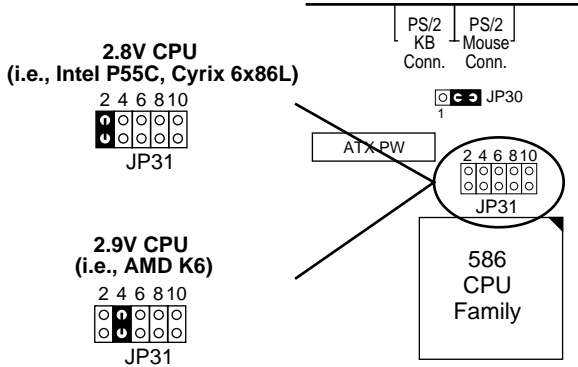 2.8V CPU
(i.e., Intel P55C, Cyrix 6x86L)
2 4 6 8 10
JP31
2.9V CPU
(i.e., AMD K6)
2 4 6 8 10
JP31
PS/2
KB
Conn.
PS/2
Mouse
Conn.
JP30
1
ATX PW
2 4 6 8 10
JP31
586
CPU
Family